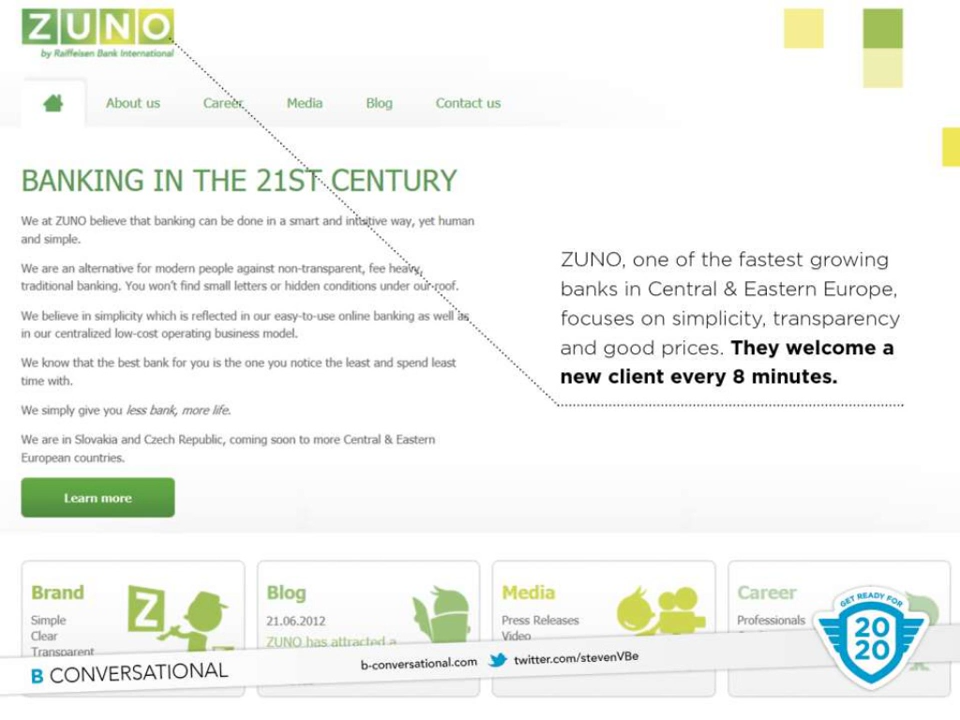 ZUNO
by Raiffeisen Bank International
About us
Career
Media
Blog
Contact us
BANKING IN THE 21ST CENTURY
We at ZUNO believe that banking can be done in a smart and intuitive way, yet human
and simple.
We are an alternative for modern people against non-transparent, fee heavy,
traditional banking. You won't find small letters or hidden conditions under our roof.
We believe in simplicity which is reflected in our easy-to-use online banking as well as
in our centralized low-cost operating business model.
We know that the best bank for you is the one you notice the least and spend least
time with.
We simply give you less bank, more life.
We are in Slovakia and Czech Republic, coming soon to more Central & Eastern
European countries.
Learn more
ZUNO, one of the fastest growing
banks in Central & Eastern Europe,
focuses on simplicity, transparency
and good prices. They welcome a
new client every 8 minutes.
Brand
Simple
Clear
Transparent
Z
Blog
21.06.2012
ZUNO has attracted a
Media
Press Releases
Video
Career
Professionals
B CONVERSATIONAL
b-conversational.com
twitter.com/stevenVBe
GET READY FOR
20
20